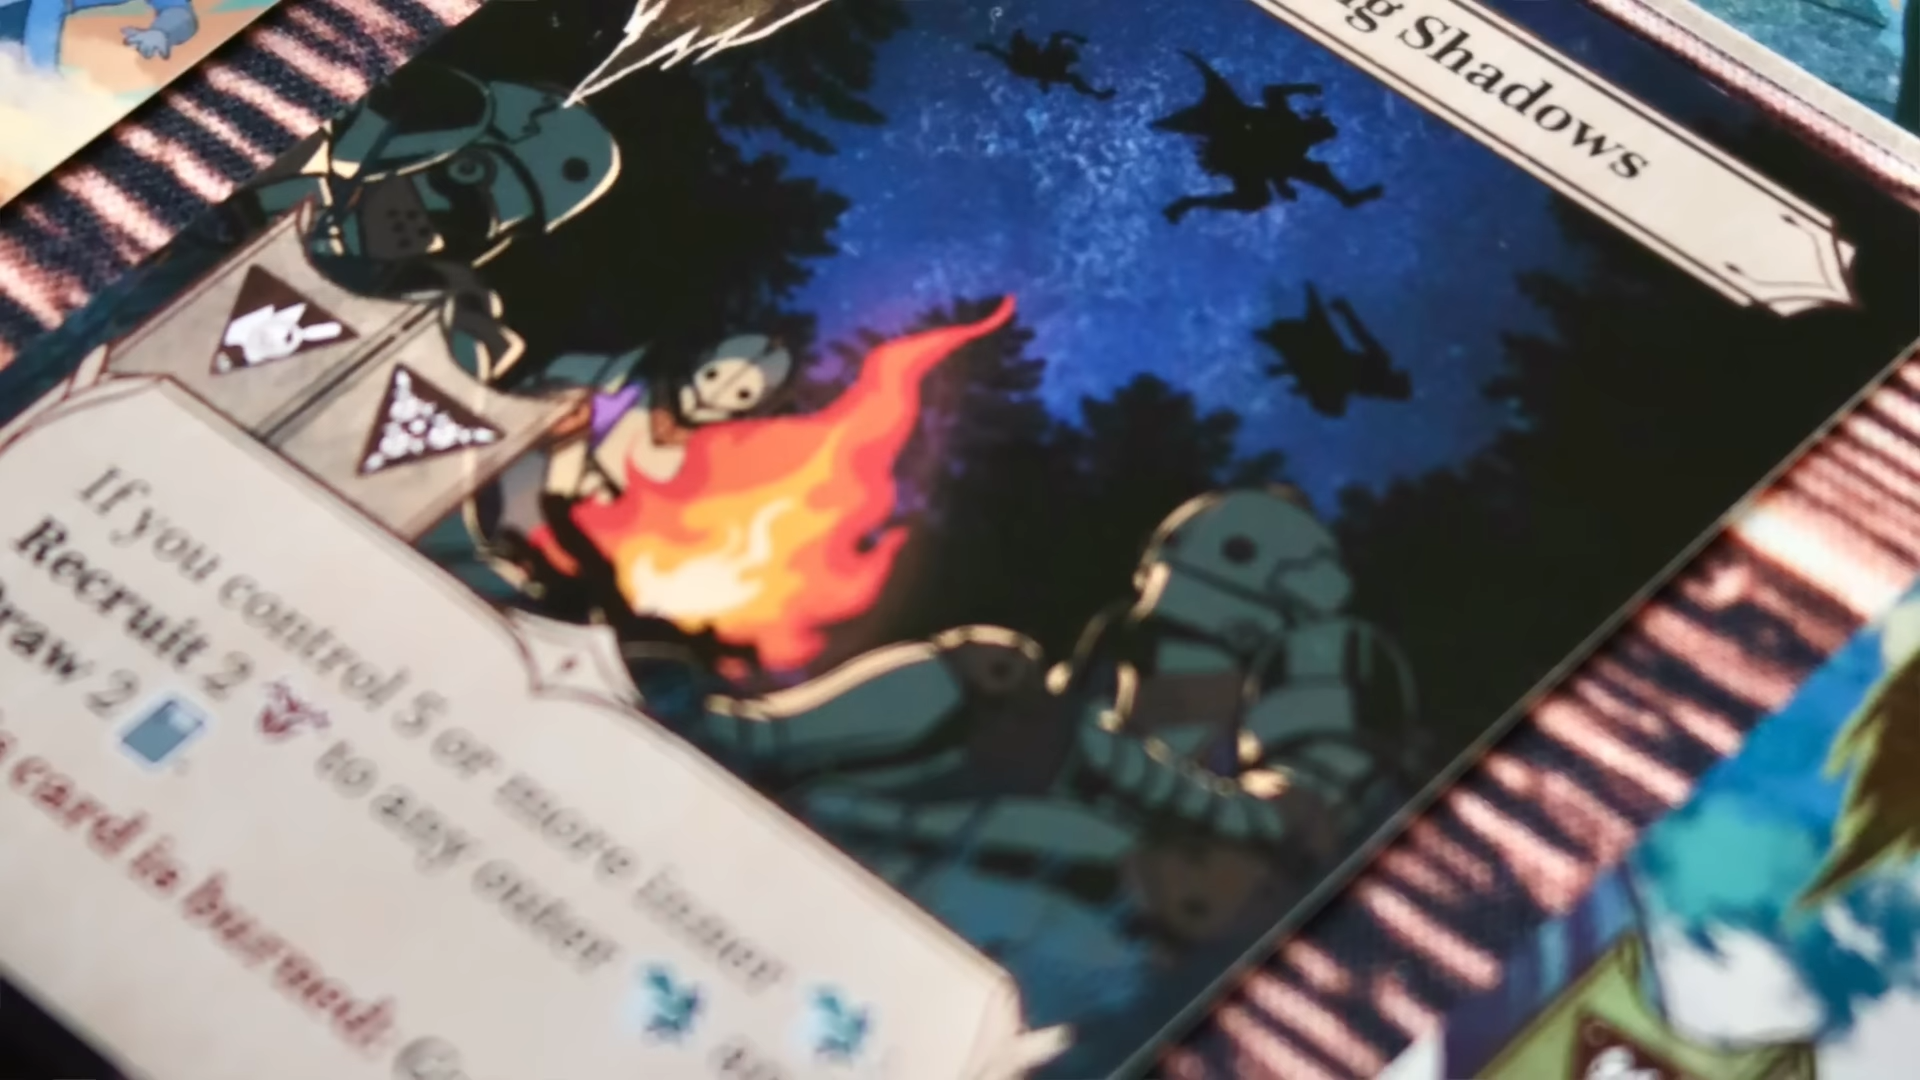 g Shadows
If you control 5 or more inner
Recruit 2 to any outer
Draw 2
card is burned: